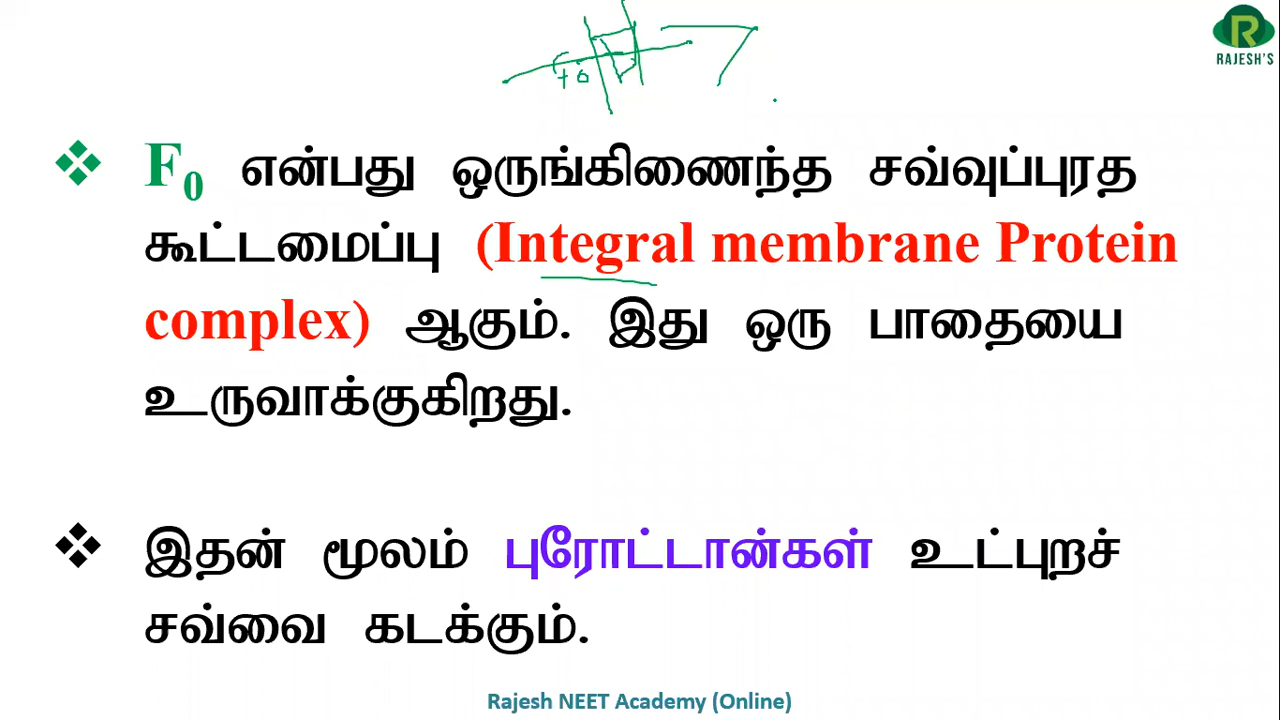 RAJESH'S
❖ F₀ என்பது ஒருங்கிணைந்த சவ்வுப்புரத
கூட்டமைப்பு (Integral membrane Protein
complex) ஆகும். இது ஒரு பாதையை
உருவாக்குகிறது.
❖ இதன் மூலம் புரோட்டான்கள் உட்புறச்
சவ்வை கடக்கும்.
Rajesh NEET Academy (Online)